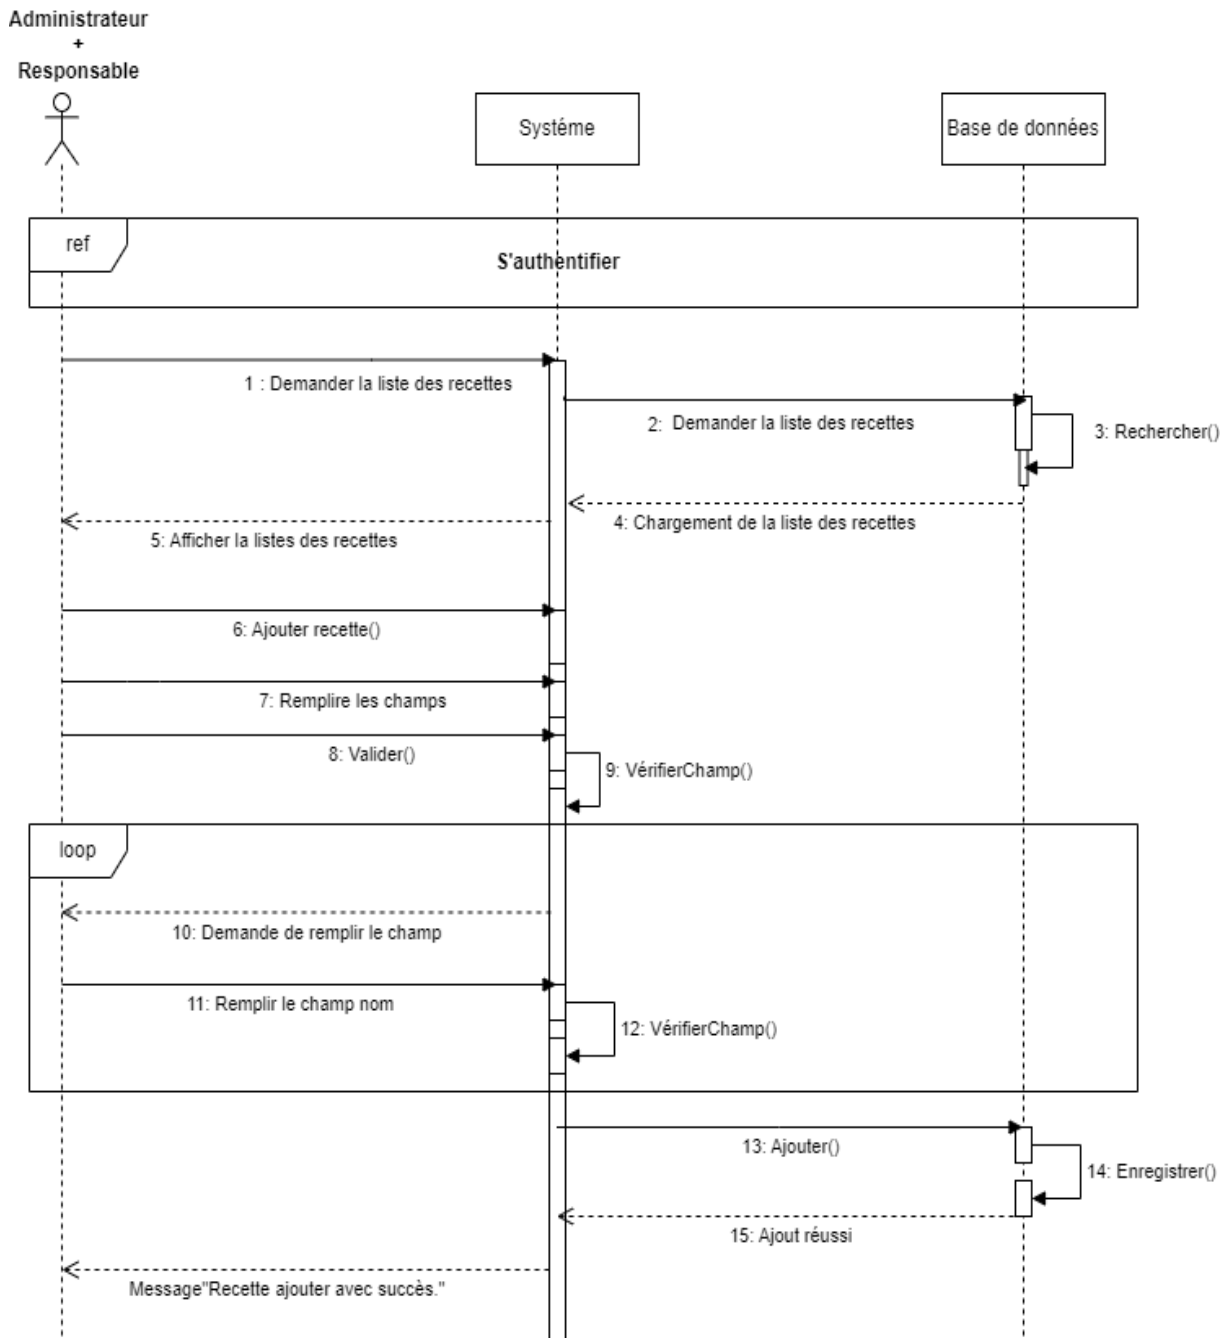 Administrateur
+
Responsable
Systéme
Base de données
ref
S'authentifier
1 : Demander la liste des recettes
2: Demander la liste des recettes
3: Rechercher()
4: Chargement de la liste des recettes
5: Afficher la listes des recettes
6: Ajouter recette()
7: Remplire les champs
8: Valider()
9: VérifierChamp()
loop
10: Demande de remplir le champ
11: Remplir le champ nom
12: VérifierChamp()
13: Ajouter()
14: Enregistrer()
15: Ajout réussi
Message"Recette ajouter avec succès."